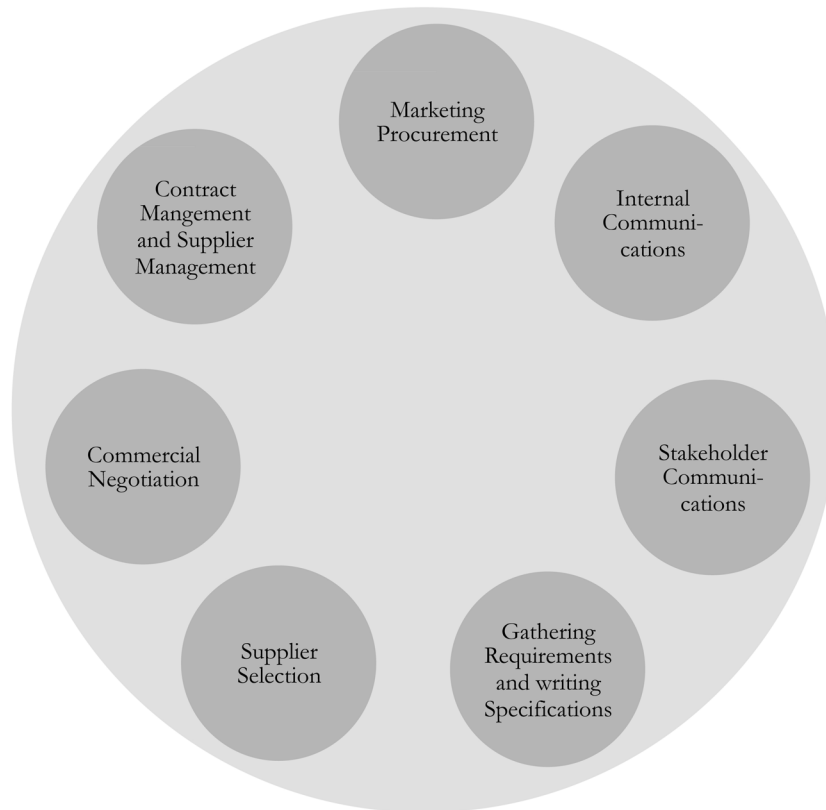 Marketing
Procurement
Internal
Communi-
cations
Stakeholder
Communi-
cations
Gathering
Requirements
and writing
Specifications
Supplier
Selection
Commercial
Negotiation
Contract
Mangement
and Supplier
Management